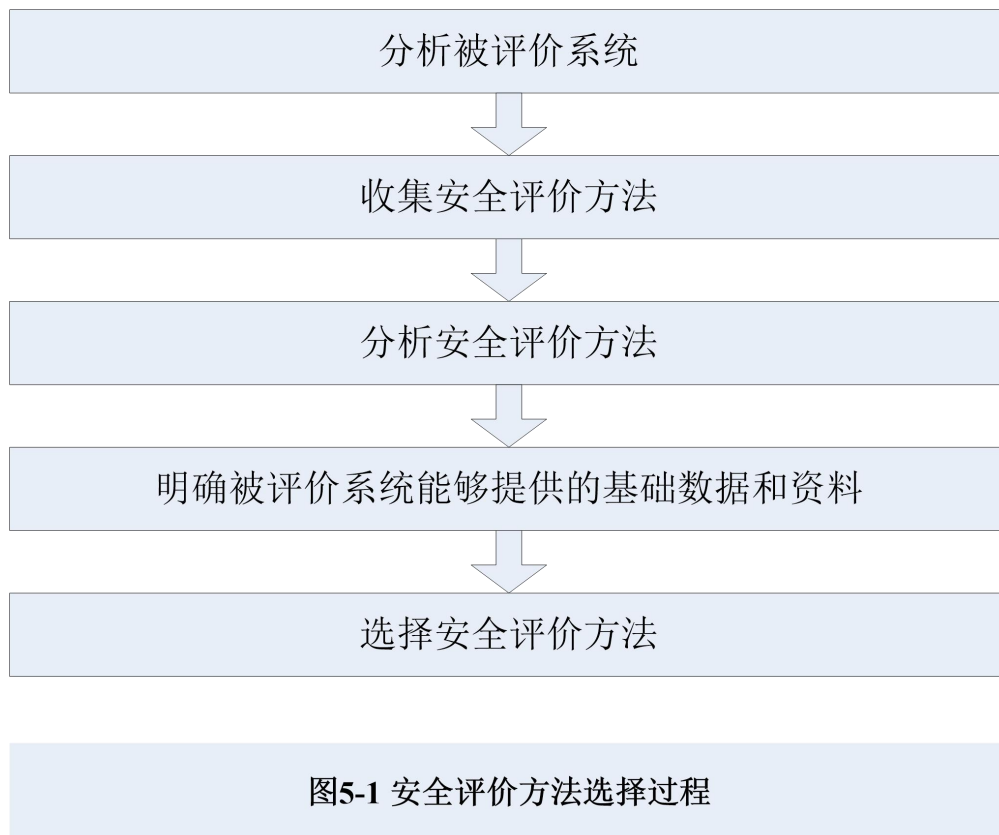 分析被评价系统
收集安全评价方法
分析安全评价方法
明确被评价系统能够提供的基础数据和资料
选择安全评价方法
图5-1 安全评价方法选择过程